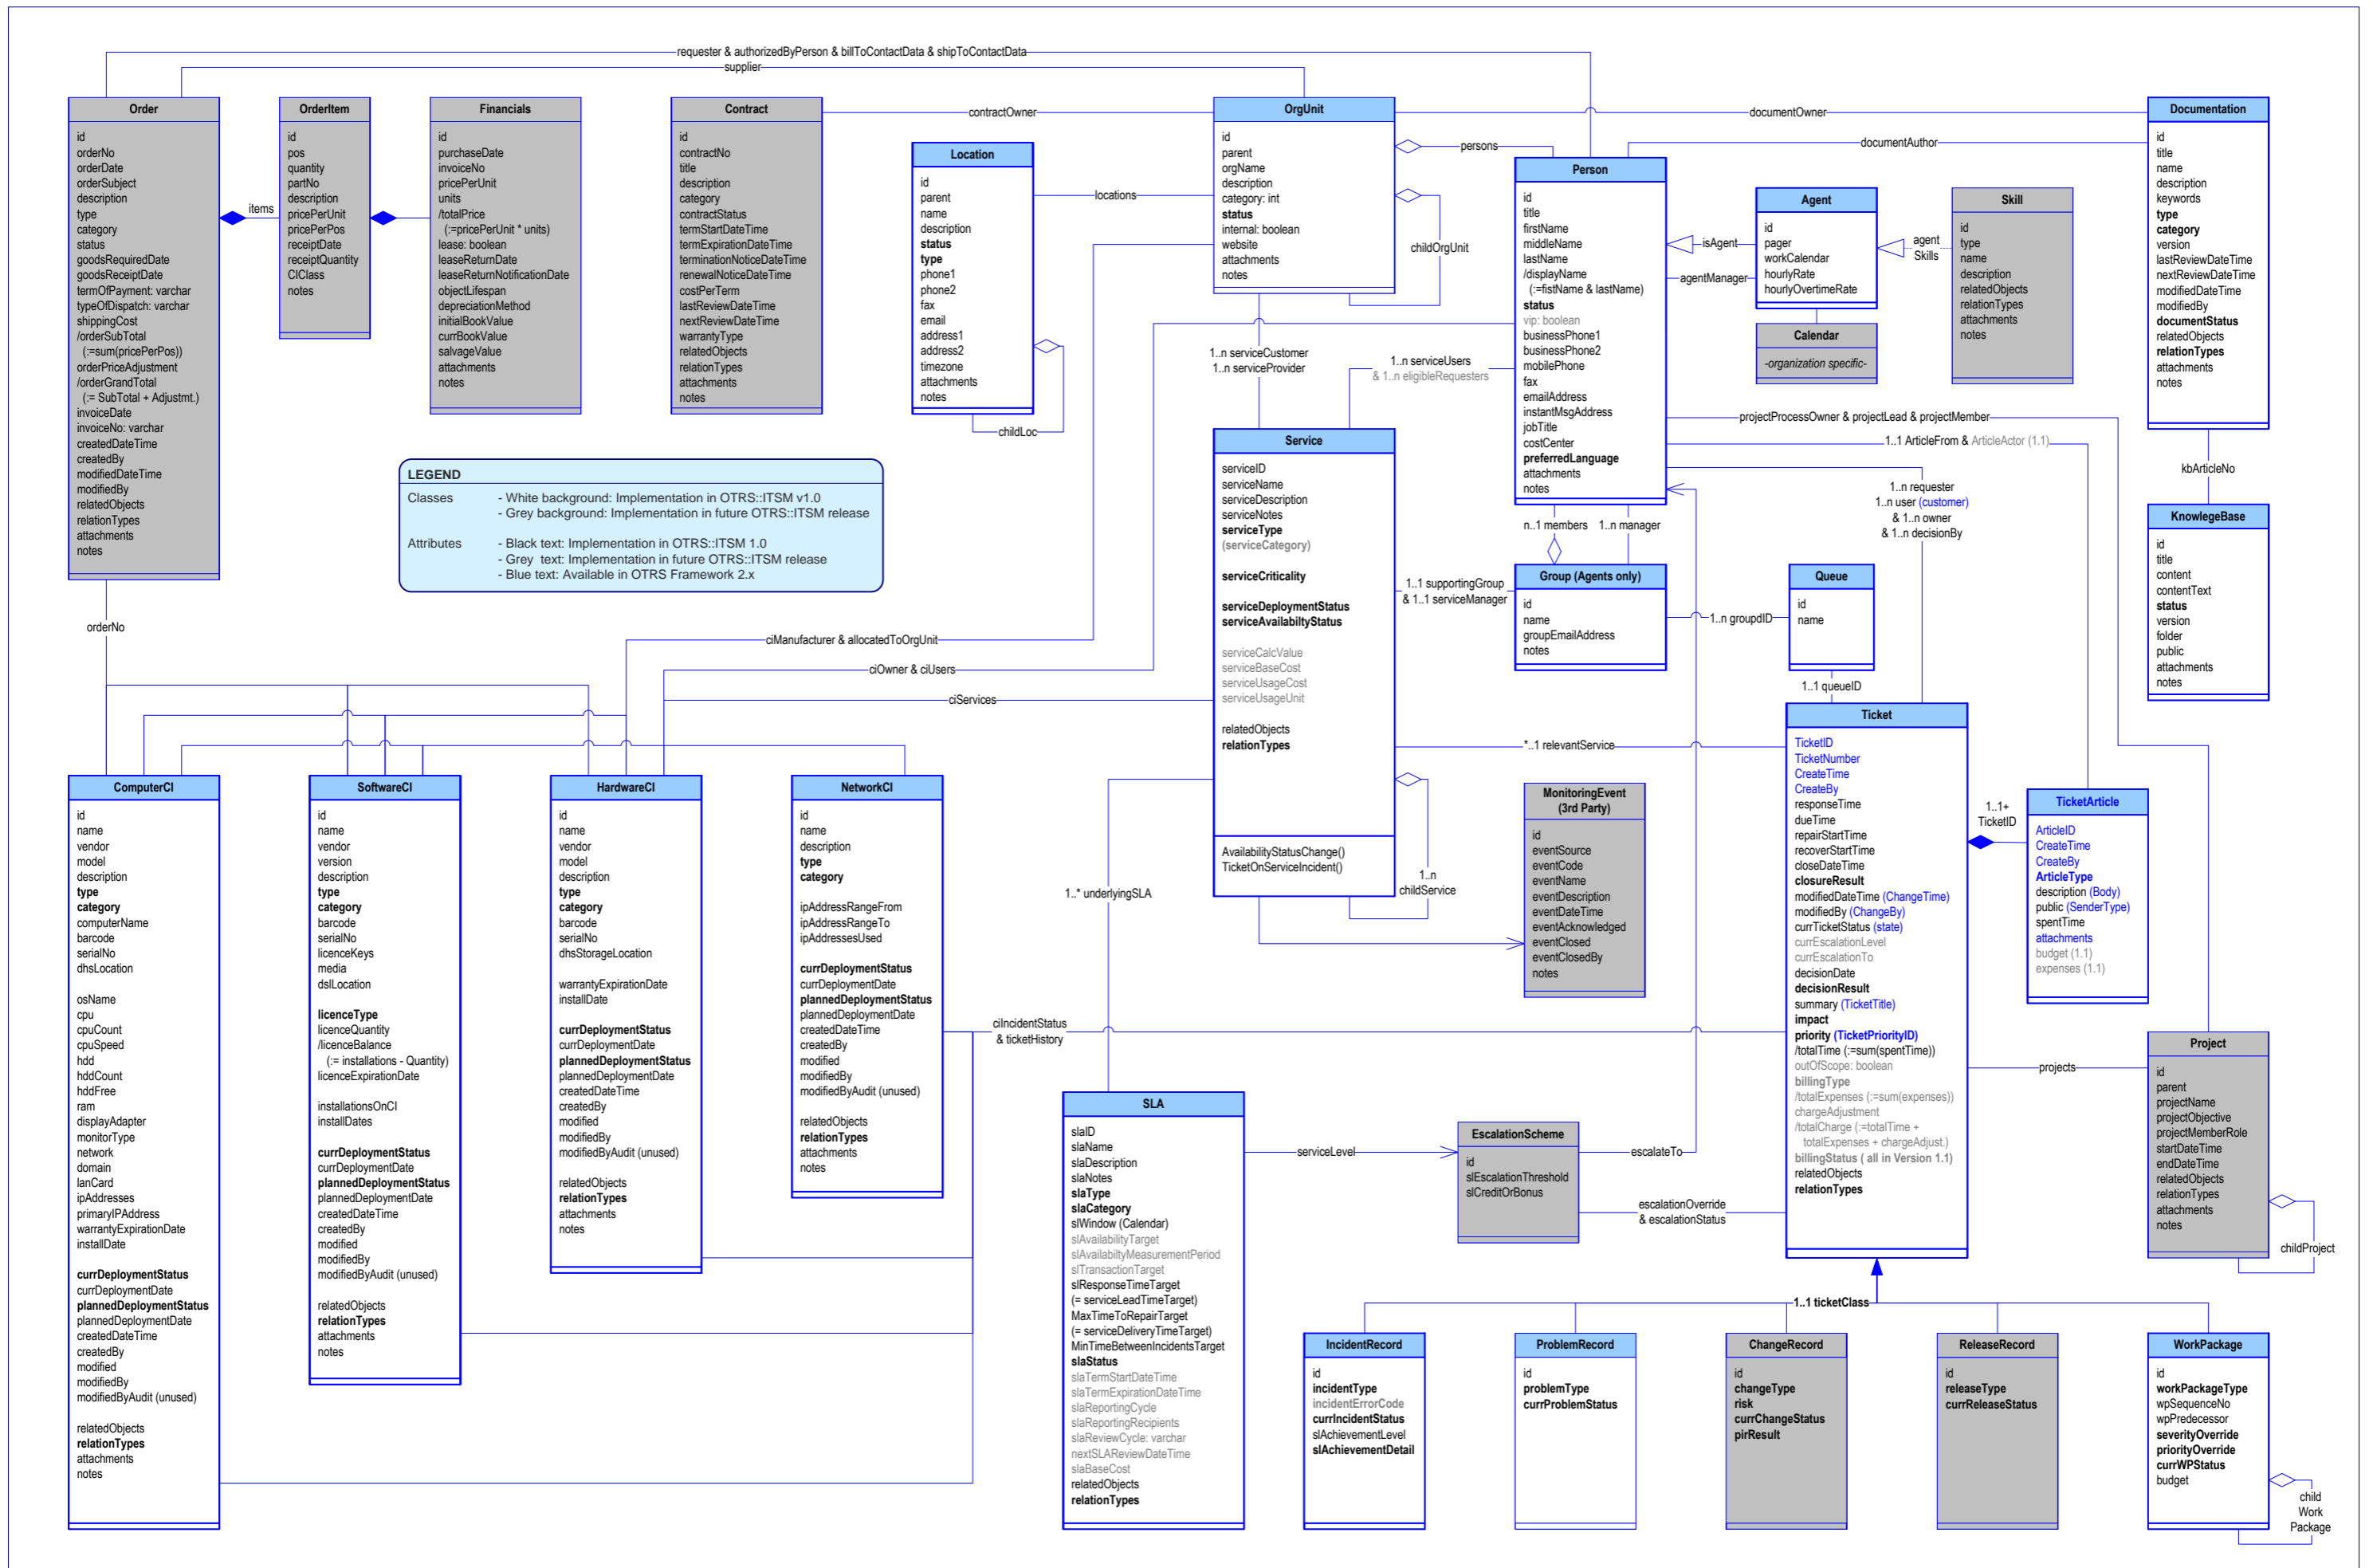 requester & authorizedByPerson & billToContactData & shipToContactData
supplier
Order
id
orderNo
orderDate
orderSubject
description
type
category
status
goodsRequiredDate
goodsReceiptDate
termOfPayment: varchar
typeOfDispatch: varchar
shippingCost
/orderSubTotal
(:=sum(pricePerPos))
orderPriceAdjustment
/orderGrandTotal
(:= SubTotal + Adjustmt.)
invoiceDate
invoiceNo: varchar
createdDateTime
createdBy
modifiedDateTime
modifiedBy
relatedObjects
relationTypes
attachments
notes
items
OrderItem
id
pos
quantity
partNo
description
pricePerUnit
pricePerPos
receiptDate
receiptQuantity
CIClass
notes
Financials
id
purchaseDate
invoiceNo
pricePerUnit
units
/totalPrice
(:=pricePerUnit * units)
lease: boolean
leaseReturnDate
leaseReturnNotificationDate
objectLifespan
depreciationMethod
initialBookValue
currBookValue
salvageValue
attachments
notes
Contract
id
contractNo
title
description
category
contractStatus
termStartDateTime
termExpirationDateTime
terminationNoticeDateTime
renewalNoticeDateTime
costPerTerm
lastReviewDateTime
nextReviewDateTime
warrantyType
relatedObjects
relationTypes
attachments
notes
contractOwner
Location
id
parent
name
description
status
type
phone1
phone2
fax
email
address1
address2
timezone
attachments
notes
childLoc
locations
OrgUnit
id
parent
orgName
description
category: int
status
internal: boolean
website
attachments
notes
childOrgUnit
persons
documentOwner
documentAuthor
Person
id
title
firstName
middleName
lastName
/displayName
(:=fistName & lastName)
status
vip: boolean
businessPhone1
businessPhone2
mobilePhone
fax
emailAddress
instantMsgAddress
jobTitle
costCenter
preferredLanguage
attachments
notes
isAgent
agentManager
Agent
id
pager
workCalendar
hourlyRate
hourlyOvertimeRate
Calendar
-organization specific-
agent
Skills
Skill
id
type
name
description
relatedObjects
relationTypes
attachments
notes
Documentation
id
title
name
description
keywords
type
category
version
lastReviewDateTime
nextReviewDateTime
modifiedDateTime
modifiedBy
documentStatus
relatedObjects
relationTypes
attachments
notes
kbArticleNo
KnowlegeBase
id
title
content
contentText
status
version
folder
public
attachments
notes
LEGEND
Classes - White background: Implementation in OTRS::ITSM v1.0
- Grey background: Implementation in future OTRS::ITSM release
Attributes - Black text: Implementation in OTRS::ITSM 1.0
- Grey text: Implementation in future OTRS::ITSM release
- Blue text: Available in OTRS Framework 2.x
1..n serviceCustomer
1..n serviceProvider
1..n serviceUsers
& 1..n eligibleRequesters
projectProcessOwner & projectLead & projectMember
1..1 ArticleFrom & ArticleActor (1.1)
1..n requester
1..n user (customer)
& 1..n owner
& 1..n decisionBy
n..1 members
1..n manager
Service
serviceID
serviceName
serviceDescription
serviceNotes
serviceType
(serviceCategory)
serviceCriticality
serviceDeploymentStatus
serviceAvailabiltyStatus
serviceCalcValue
serviceBaseCost
serviceUsageCost
serviceUsageUnit
relatedObjects
relationTypes
AvailabilityStatusChange()
TicketOnServiceIncident()
1..1 supportingGroup
& 1..1 serviceManager
Group (Agents only)
id
name
groupEmailAddress
notes
1..n groupdID
Queue
id
name
1..1 queueID
orderNo
ciManufacturer & allocatedToOrgUnit
ciOwner & ciUsers
ciServices
*..1 relevantService
1..* underlyingSLA
1..n
childService
ComputerCI
id
name
vendor
model
description
type
category
computerName
barcode
serialNo
dhsLocation
osName
cpu
cpuCount
cpuSpeed
hdd
hddCount
hddFree
ram
displayAdapter
monitorType
network
domain
lanCard
ipAddresses
primaryIPAddress
warrantyExpirationDate
installDate
currDeploymentStatus
currDeploymentDate
plannedDeploymentStatus
plannedDeploymentDate
createdDateTime
createdBy
modified
modifiedBy
modifiedByAudit (unused)
relatedObjects
relationTypes
attachments
notes
SoftwareCI
id
name
vendor
version
description
type
category
barcode
serialNo
licenceKeys
media
dslLocation
licenceType
licenceQuantity
/licenceBalance
(:= installations - Quantity)
licenceExpirationDate
installationsOnCI
installDates
currDeploymentStatus
currDeploymentDate
plannedDeploymentStatus
plannedDeploymentDate
createdDateTime
createdBy
modified
modifiedBy
modifiedByAudit (unused)
relatedObjects
relationTypes
attachments
notes
HardwareCI
id
name
vendor
model
description
type
category
barcode
serialNo
dhsStorageLocation
warrantyExpirationDate
installDate
currDeploymentStatus
currDeploymentDate
plannedDeploymentStatus
plannedDeploymentDate
createdDateTime
createdBy
modified
modifiedBy
modifiedByAudit (unused)
relatedObjects
relationTypes
attachments
notes
NetworkCI
id
name
description
type
category
ipAddressRangeFrom
ipAddressRangeTo
ipAddressesUsed
currDeploymentStatus
currDeploymentDate
plannedDeploymentStatus
plannedDeploymentDate
createdDateTime
createdBy
modified
modifiedBy
modifiedByAudit (unused)
relatedObjects
relationTypes
attachments
notes
ciIncidentStatus
& ticketHistory
MonitoringEvent
(3rd Party)
id
eventSource
eventCode
eventName
eventDescription
eventDateTime
eventAcknowledged
eventClosed
eventClosedBy
notes
Ticket
TicketID
TicketNumber
CreateTime
CreateBy
responseTime
dueTime
repairStartTime
recoverStartTime
closeDateTime
closureResult
modifiedDateTime (ChangeTime)
modifiedBy (ChangeBy)
currTicketStatus (state)
currEscalationLevel
currEscalationTo
decisionDate
decisionResult
summary (TicketTitle)
impact
priority (TicketPriorityID)
/totalTime (:=sum(spentTime))
outOfScope: boolean
billingType
/totalExpenses (:=sum(expenses))
chargeAdjustment
/totalCharge (:=totalTime +
totalExpenses + chargeAdjust.)
billingStatus ( all in Version 1.1)
relatedObjects
relationTypes
1..1+
TicketID
TicketArticle
ArticleID
CreateTime
CreateBy
ArticleType
description (Body)
public (SenderType)
spentTime
attachments
budget (1.1)
expenses (1.1)
projects
Project
id
parent
projectName
projectObjective
projectMemberRole
startDateTime
endDateTime
relatedObjects
relationTypes
attachments
notes
childProject
SLA
slaID
slaName
slaDescription
slaNotes
slaType
slaCategory
slWindow (Calendar)
slAvailabilityTarget
slAvailabiltyMeasurementPeriod
slTransactionTarget
slResponseTimeTarget
(= serviceLeadTimeTarget)
MaxTimeToRepairTarget
(= serviceDeliveryTimeTarget)
MinTimeBetweenIncidentsTarget
slaStatus
slaTermStartDateTime
slaTermExpirationDateTime
slaReportingCycle
slaReportingRecipients
slaReviewCycle: varchar
nextSLAReviewDateTime
slaBaseCost
relatedObjects
relationTypes
serviceLevel
EscalationScheme
id
slEscalationThreshold
slCreditOrBonus
escalateTo
escalationOverride
& escalationStatus
1..1 ticketClass
IncidentRecord
id
incidentType
incidentErrorCode
currIncidentStatus
slAchievementLevel
slAchievementDetail
ProblemRecord
id
problemType
currProblemStatus
ChangeRecord
id
changeType
risk
currChangeStatus
pirResult
ReleaseRecord
id
releaseType
currReleaseStatus
WorkPackage
id
workPackageType
wpSequenceNo
wpPredecessor
severityOverride
priorityOverride
currWPStatus
budget
child
Work
Package